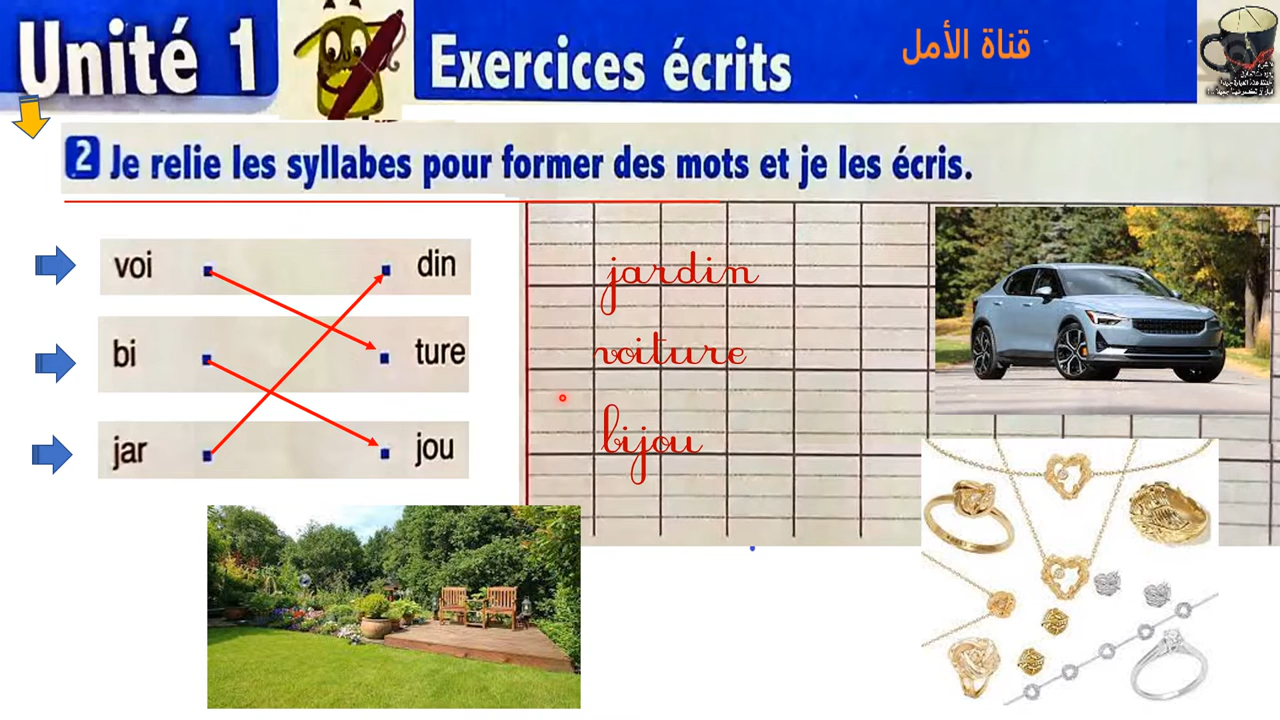 Unité 1
Exercices écrits
قناة الأمل
2 Je relie les syllabes pour former des mots et je les écris.
voi din
bi ture
jar jou
jardin
voiture
bijou